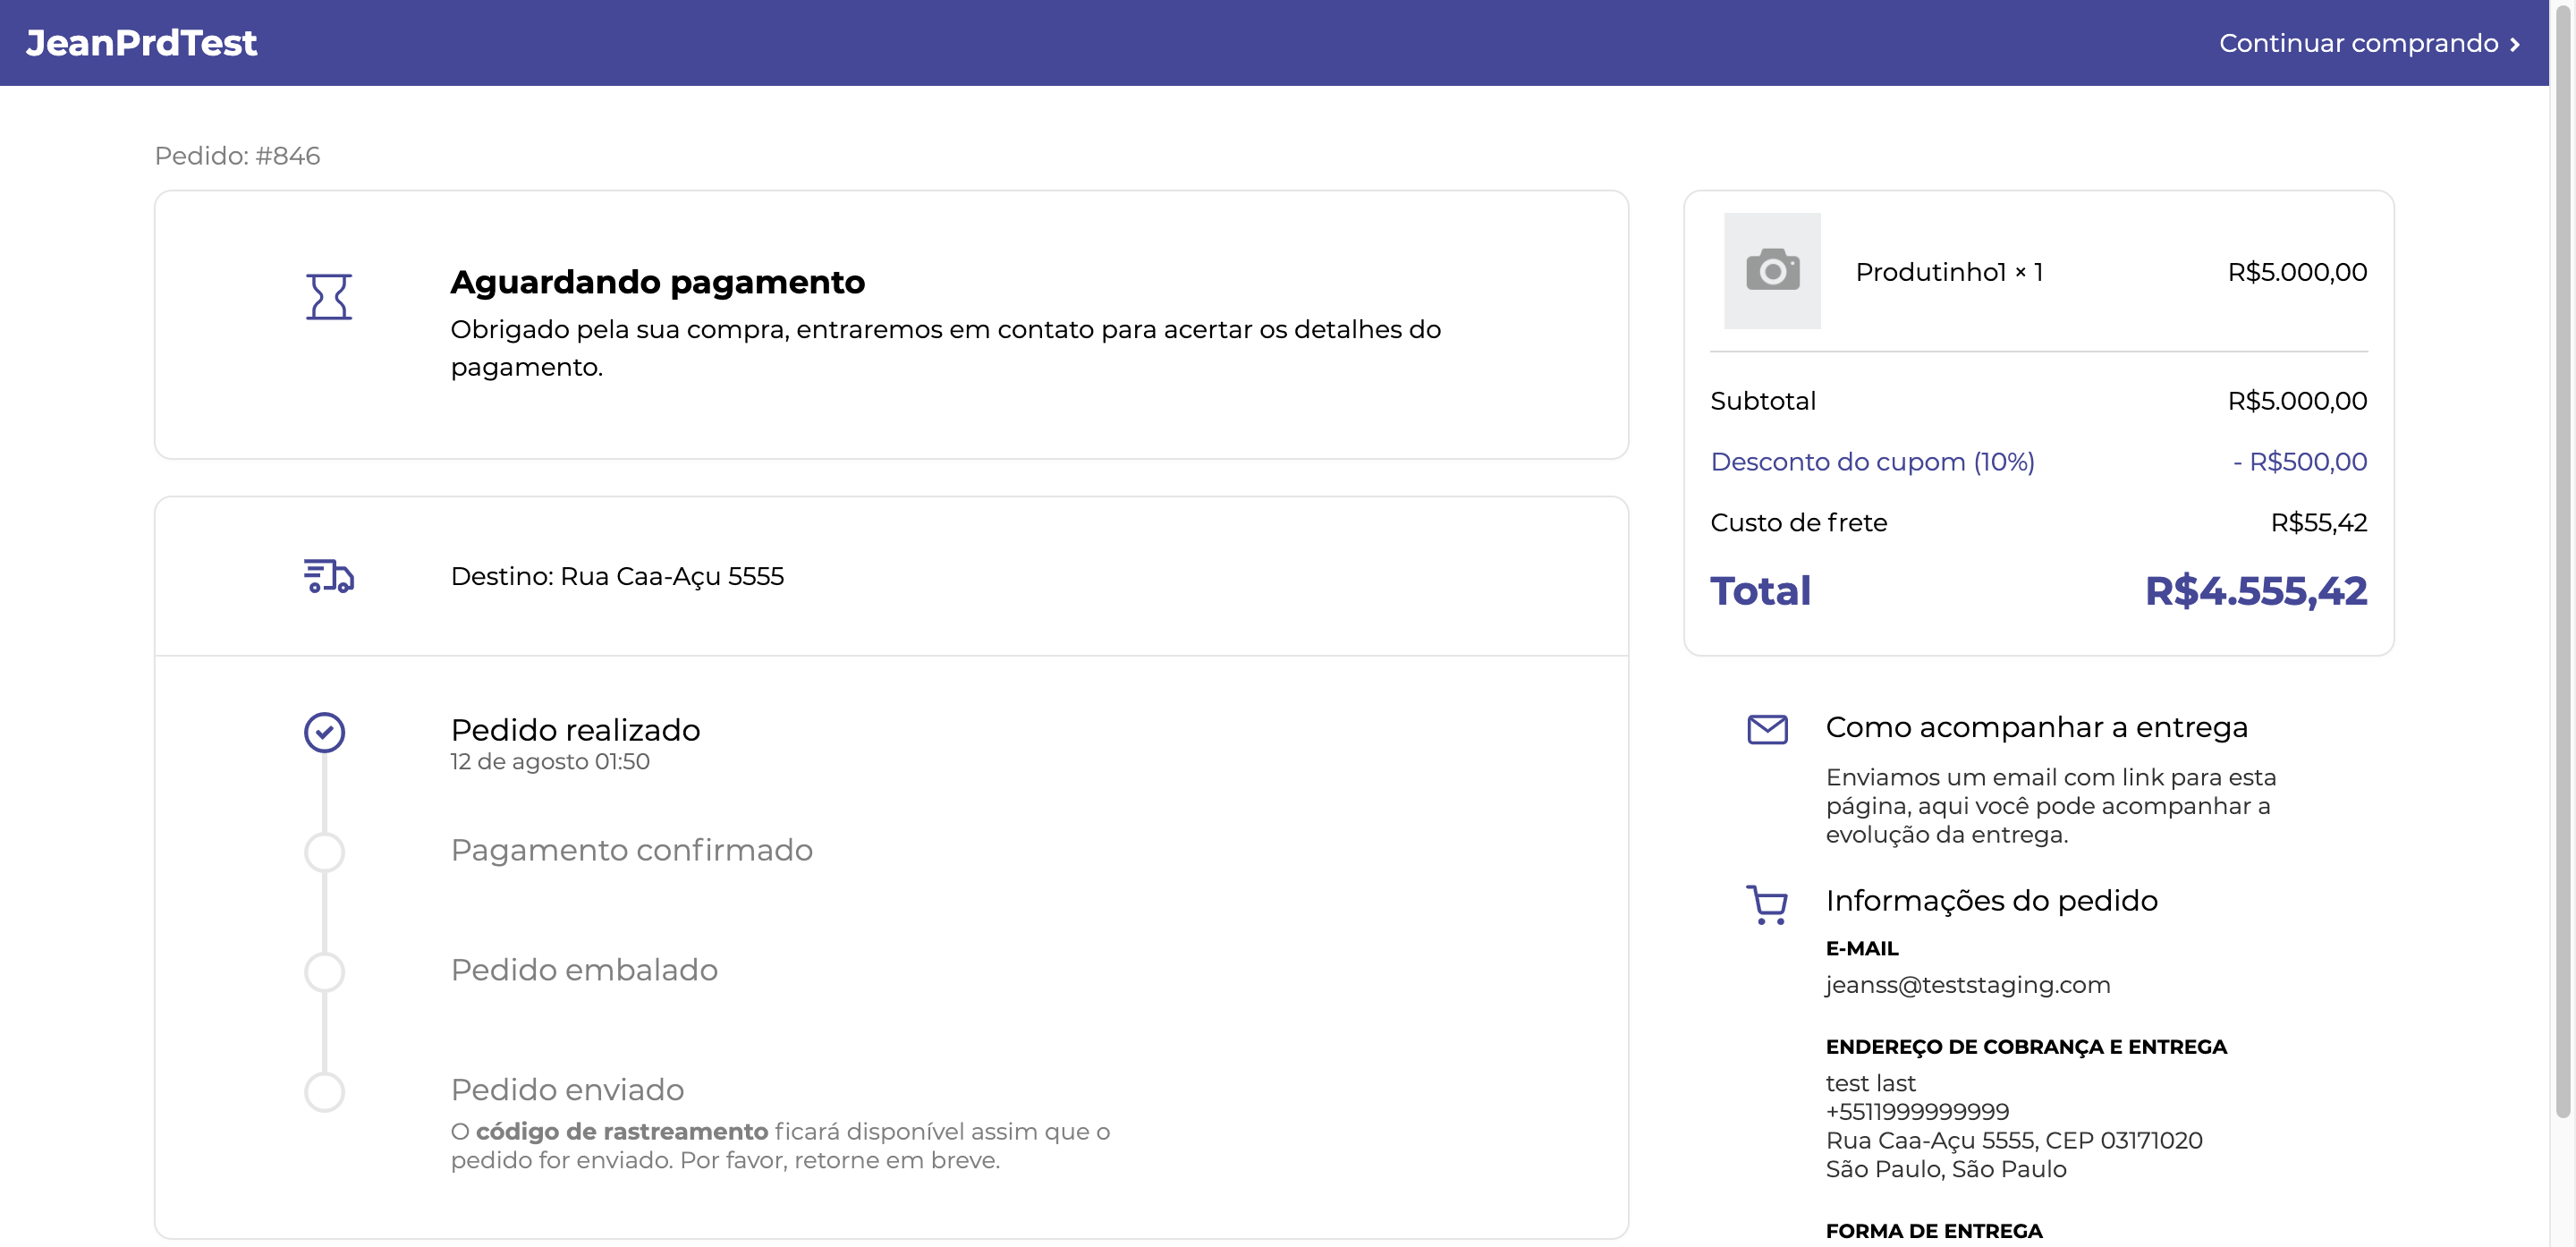 JeanPrdTest
Continuar comprando
Pedido: #846
Aguardando pagamento
Obrigado pela sua compra, entraremos em contato para acertar os detalhes do
pagamento.
Destino: Rua Caa-Açu 5555
Pedido realizado
12 de agosto 01:50
Pagamento confirmado
Pedido embalado
Pedido enviado
O código de rastreamento ficará disponível assim que o
pedido for enviado. Por favor, retorne em breve.
Produtinho1 × 1 R$5.000,00
Subtotal R$5.000,00
Desconto do cupom (10%) - R$500,00
Custo de frete R$55,42
Total R$4.555,42
Como acompanhar a entrega
Enviamos um email com link para esta
página, aqui você pode acompanhar a
evolução da entrega.
Informações do pedido
E-MAIL
jeanss@teststaging.com
ENDEREÇO DE COBRANÇA E ENTREGA
test last
+5511999999999
Rua Caa-Açu 5555, CEP 03171020
São Paulo, São Paulo
FORMA DE ENTREGA